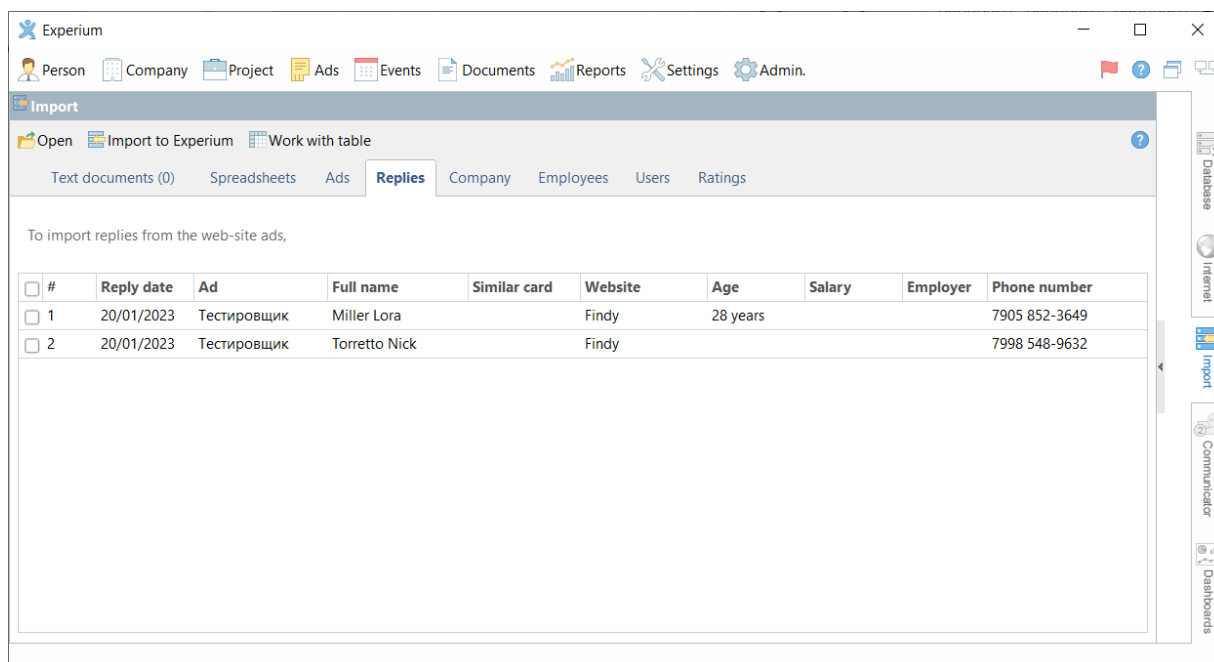 Experium
Person Company Project Ads Events Documents Reports Settings Admin.
Import
Open Import to Experium Work with table
Text documents (0) Spreadsheets Ads Replies Company Employees Users Ratings
To import replies from the web-site ads,
# Reply date Ad Full name Similar card Website Age Salary Employer Phone number
1 20/01/2023 Тестировщик Miller Lora Findy 28 years 7905 852-3649
2 20/01/2023 Тестировщик Torretto Nick Findy 7998 548-9632
Database
Internet
Import
2
Communicator
Dashboards